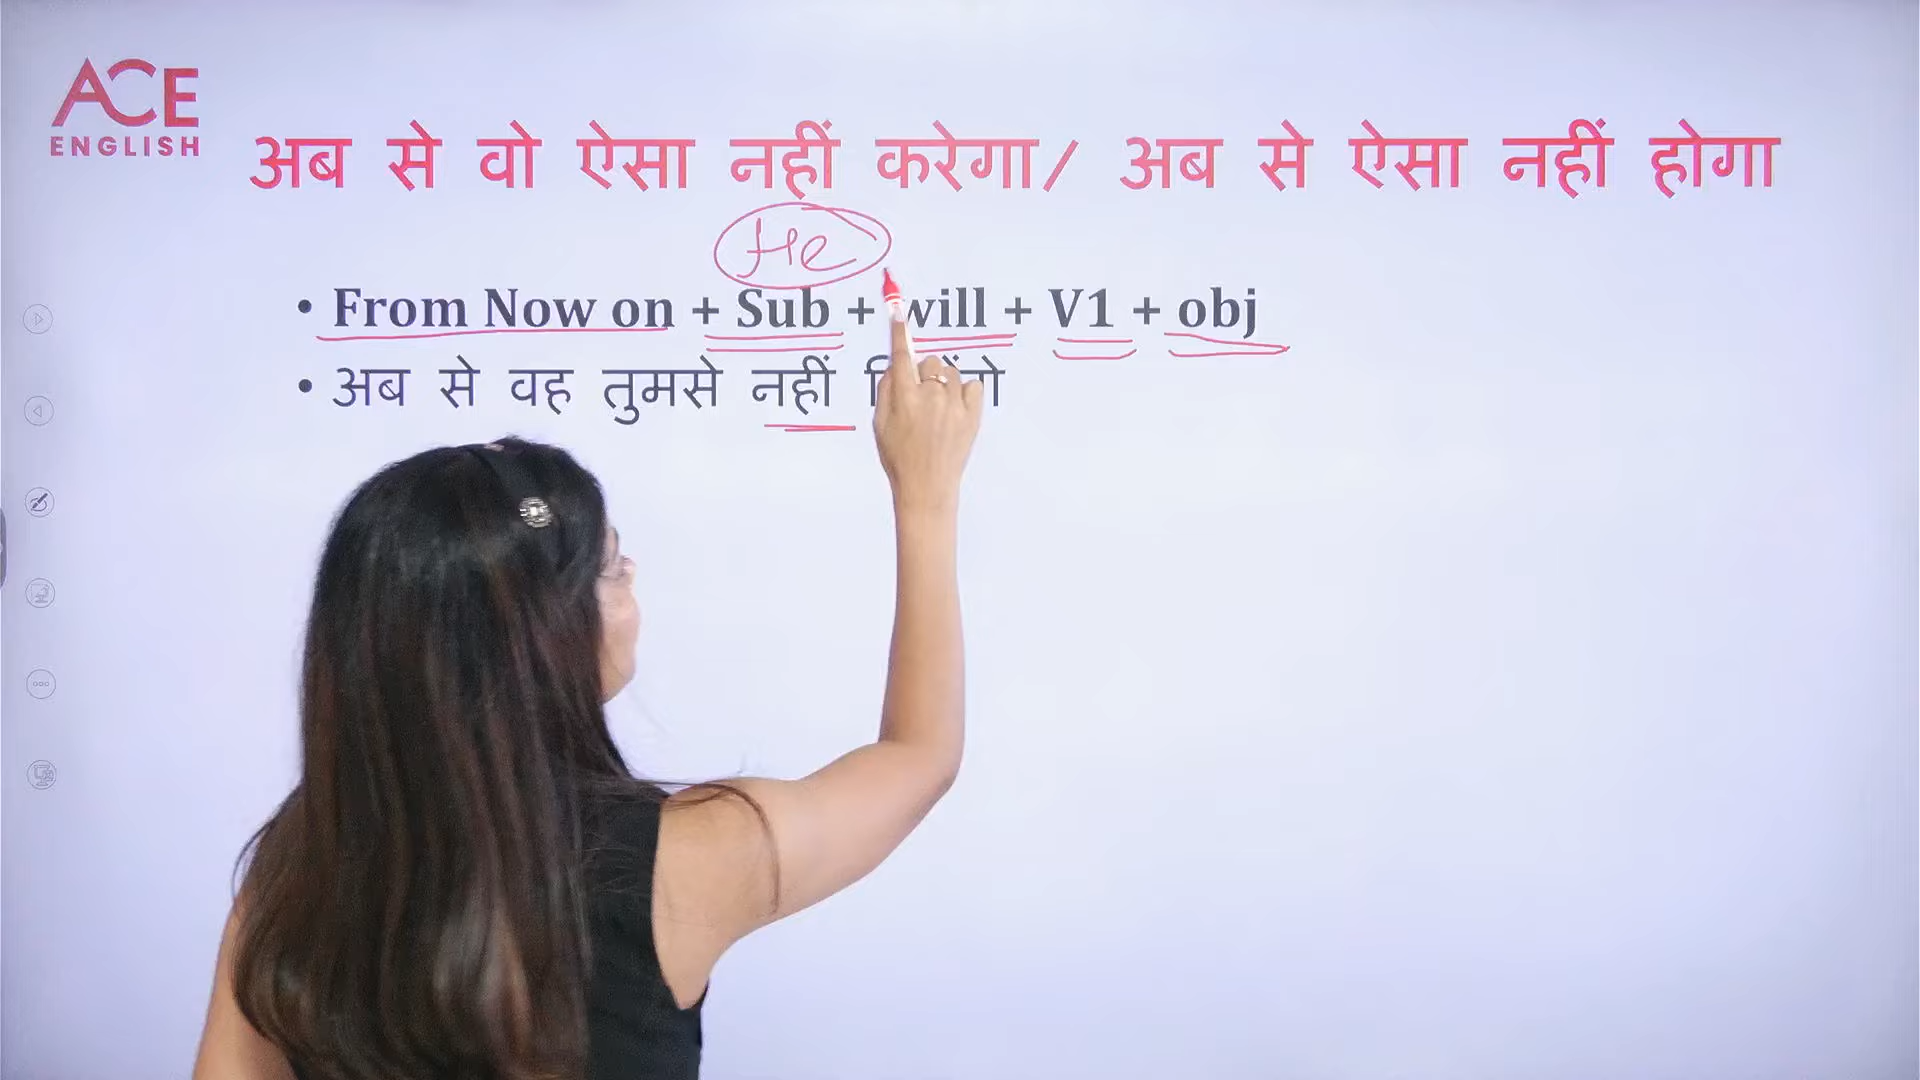 ACE
ENGLISH
अब से वो ऐसा नहीं करेगा/ अब से ऐसा नहीं होगा
He
• From Now on + Sub + will + V1 + obj
• अब से वह तुमसे नहीं